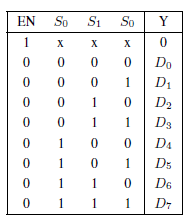 EN S₀ S₁ S₀ Y
1 x x x 0
0 0 0 0 D₀
0 0 0 1 D₁
0 0 1 0 D₂
0 0 1 1 D₃
0 1 0 0 D₄
0 1 0 1 D₅
0 1 1 0 D₆
0 1 1 1 D₇